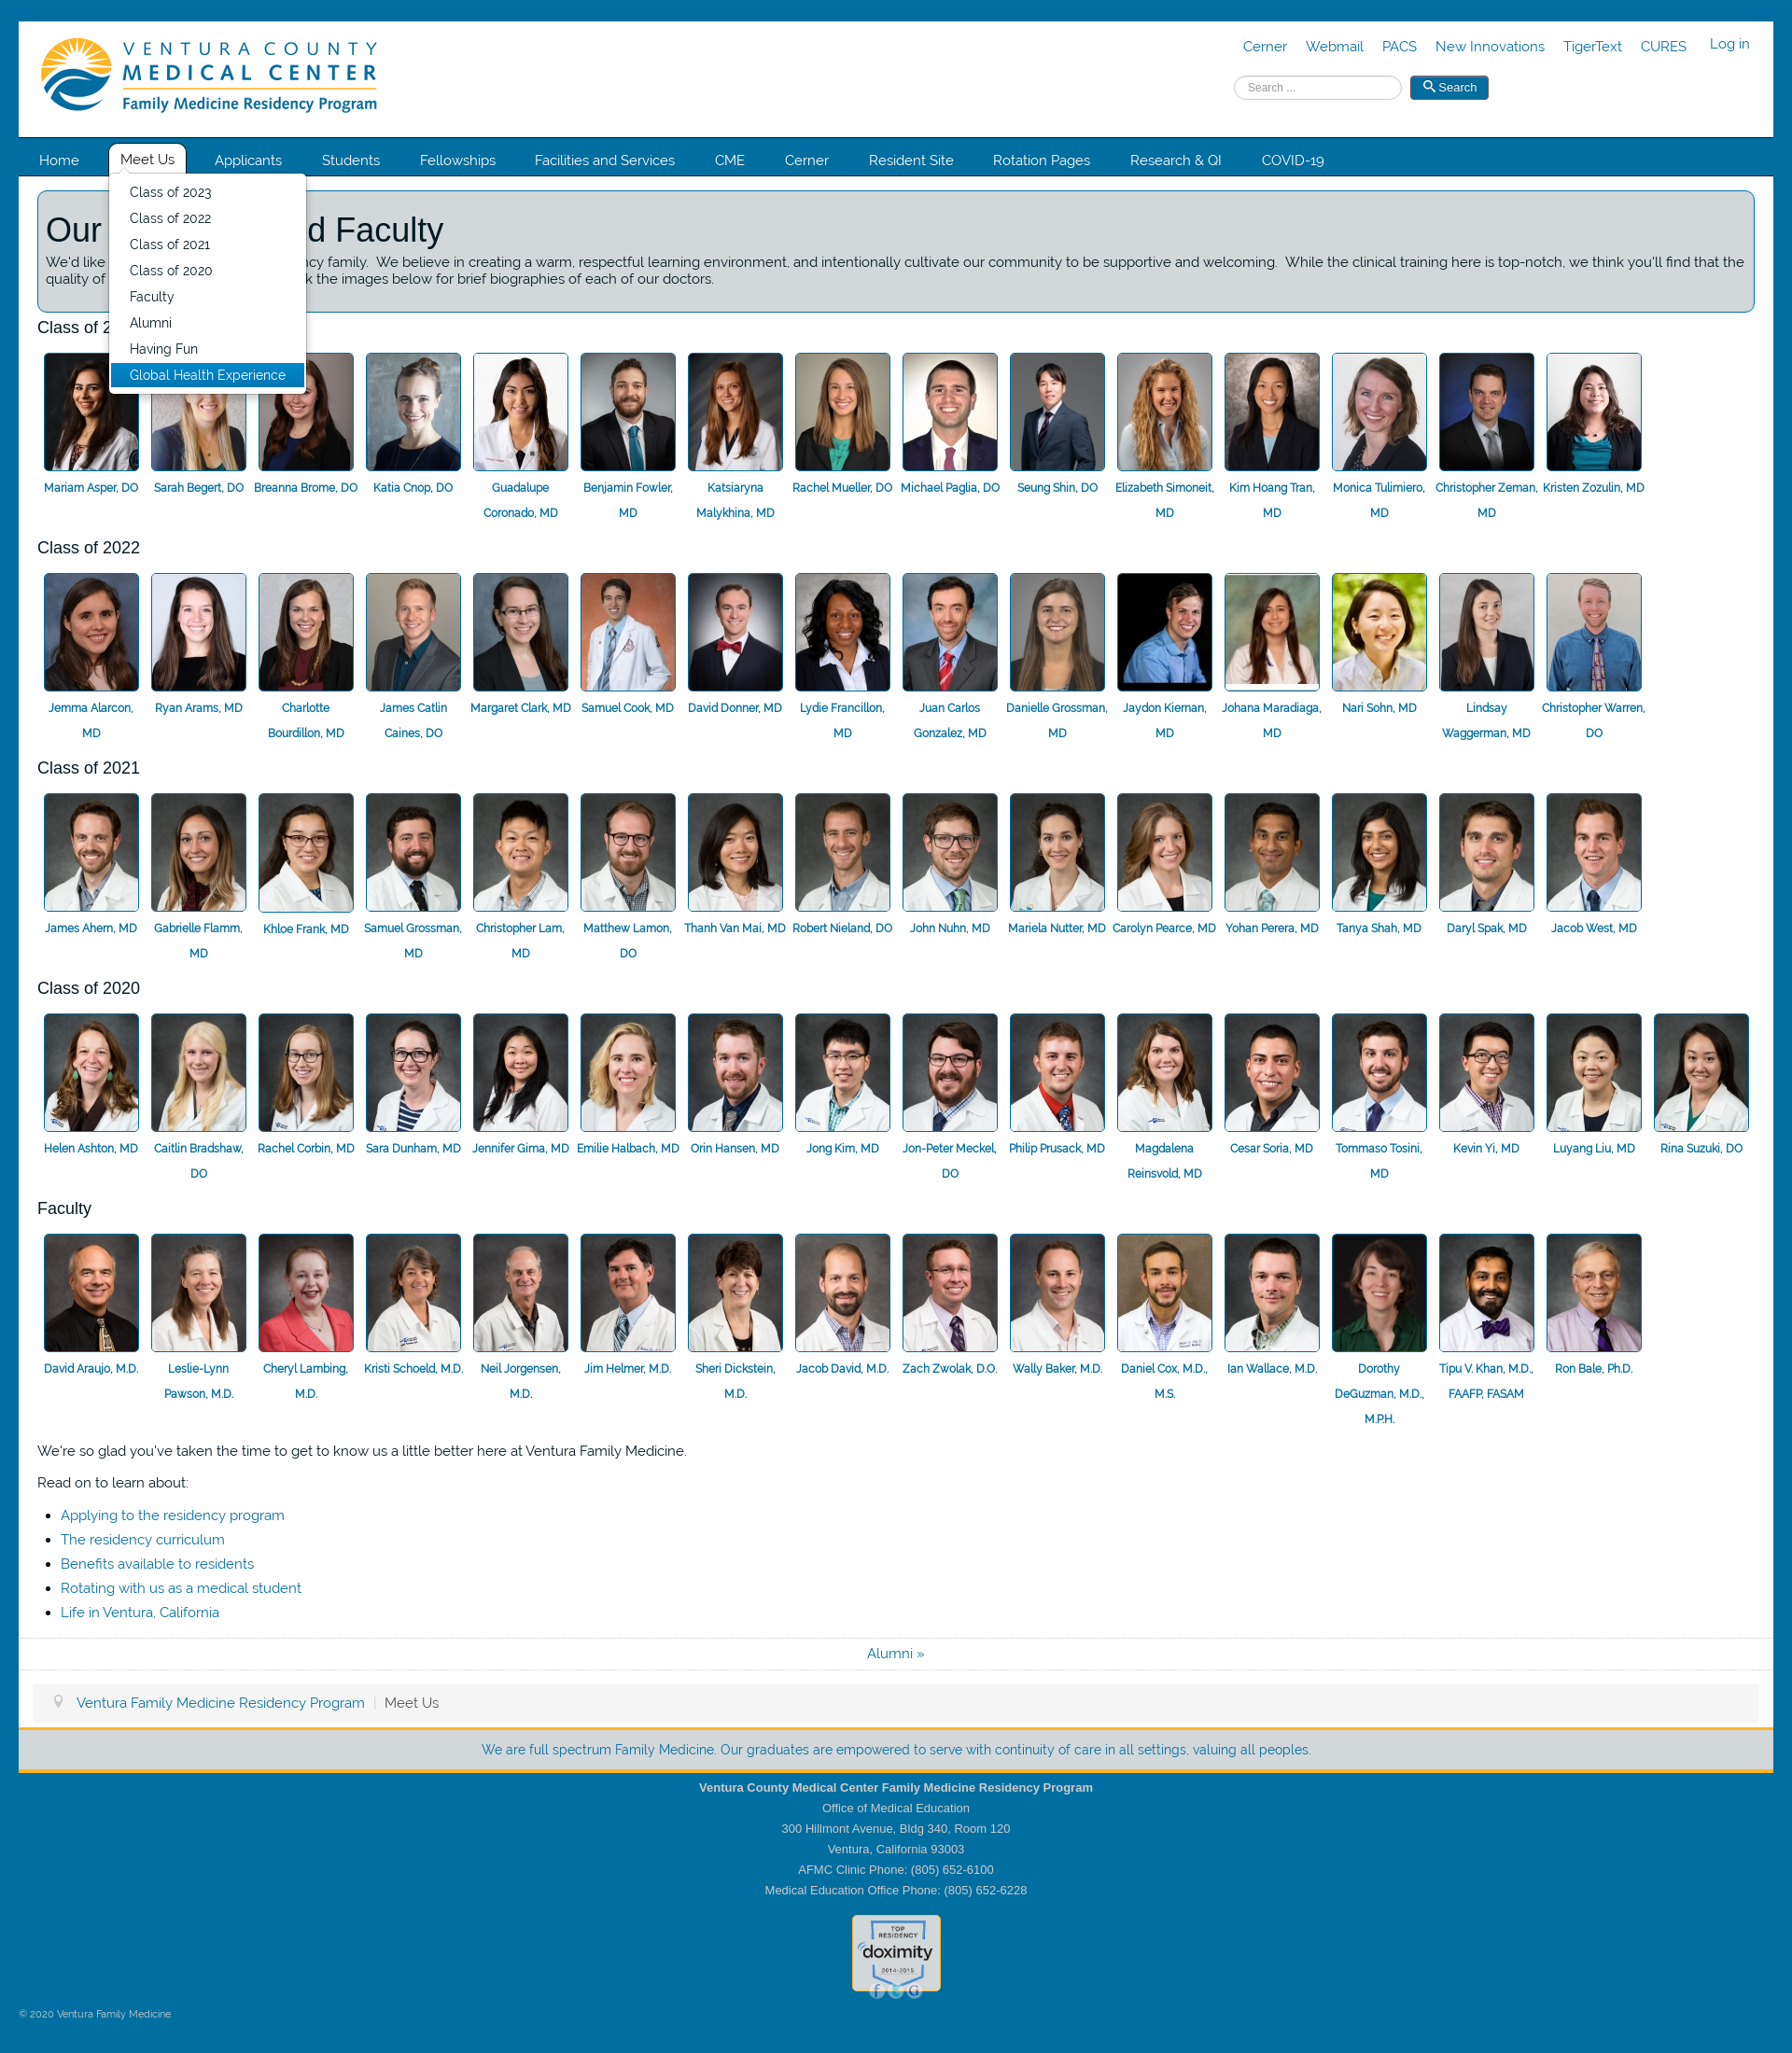 VENTURA COUNTY
MEDICAL CENTER
Family Medicine Residency Program
Cerner Webmail PACS New Innovations TigerText CURES Log in
Search ... Search
Home Meet Us Applicants Students Fellowships Facilities and Services CME Cerner Resident Site Rotation Pages Research & QI COVID-19
Class of 2023
Class of 2022
Class of 2021
Class of 2020
Faculty
Alumni
Having Fun
Global Health Experience
Our d Faculty
We'd like ncy family. We believe in creating a warm, respectful learning environment, and intentionally cultivate our community to be supportive and welcoming. While the clinical training here is top-notch, we think you'll find that the
quality of k the images below for brief biographies of each of our doctors.
Class of 2
Mariam Asper, DO Sarah Begert, DO Breanna Brome, DO Katia Cnop, DO Guadalupe Benjamin Fowler, Katsiaryna Rachel Mueller, DO Michael Paglia, DO Seung Shin, DO Elizabeth Simoneit, Kim Hoang Tran, Monica Tulimiero, Christopher Zeman, Kristen Zozulin, MD
Coronado, MD MD Malykhina, MD MD MD MD MD
Class of 2022
Jemma Alarcon, Ryan Arams, MD Charlotte James Catlin Margaret Clark, MD Samuel Cook, MD David Donner, MD Lydie Francillon, Juan Carlos Danielle Grossman, Jaydon Kiernan, Johana Maradiaga, Nari Sohn, MD Lindsay Christopher Warren,
MD Bourdillon, MD Caines, DO MD Gonzalez, MD MD MD MD Waggerman, MD DO
Class of 2021
James Ahern, MD Gabrielle Flamm, Khloe Frank, MD Samuel Grossman, Christopher Lam, Matthew Lamon, Thanh Van Mai, MD Robert Nieland, DO John Nuhn, MD Mariela Nutter, MD Carolyn Pearce, MD Yohan Perera, MD Tanya Shah, MD Daryl Spak, MD Jacob West, MD
MD MD MD DO
Class of 2020
Helen Ashton, MD Caitlin Bradshaw, Rachel Corbin, MD Sara Dunham, MD Jennifer Gima, MD Emilie Halbach, MD Orin Hansen, MD Jong Kim, MD Jon-Peter Meckel, Philip Prusack, MD Magdalena Cesar Soria, MD Tommaso Tosini, Kevin Yi, MD Luyang Liu, MD Rina Suzuki, DO
DO DO Reinsvold, MD MD
Faculty
David Araujo, M.D. Leslie-Lynn Cheryl Lambing, Kristi Schoeld, M.D. Neil Jorgensen, Jim Helmer, M.D. Sheri Dickstein, Jacob David, M.D. Zach Zwolak, D.O. Wally Baker, M.D. Daniel Cox, M.D., Ian Wallace, M.D. Dorothy Tipu V. Khan, M.D., Ron Bale, Ph.D.
Pawson, M.D. M.D. M.D. M.D. M.S. DeGuzman, M.D., FAAFP, FASAM
M.P.H.
We're so glad you've taken the time to get to know us a little better here at Ventura Family Medicine.
Read on to learn about:
Applying to the residency program
The residency curriculum
Benefits available to residents
Rotating with us as a medical student
Life in Ventura, California
Alumni »
Ventura Family Medicine Residency Program | Meet Us
We are full spectrum Family Medicine. Our graduates are empowered to serve with continuity of care in all settings, valuing all peoples.
Ventura County Medical Center Family Medicine Residency Program
Office of Medical Education
300 Hillmont Avenue, Bldg 340, Room 120
Ventura, California 93003
AFMC Clinic Phone: (805) 652-6100
Medical Education Office Phone: (805) 652-6228
TOP
RESIDENCY
doximity
2014-2015
f G
© 2020 Ventura Family Medicine